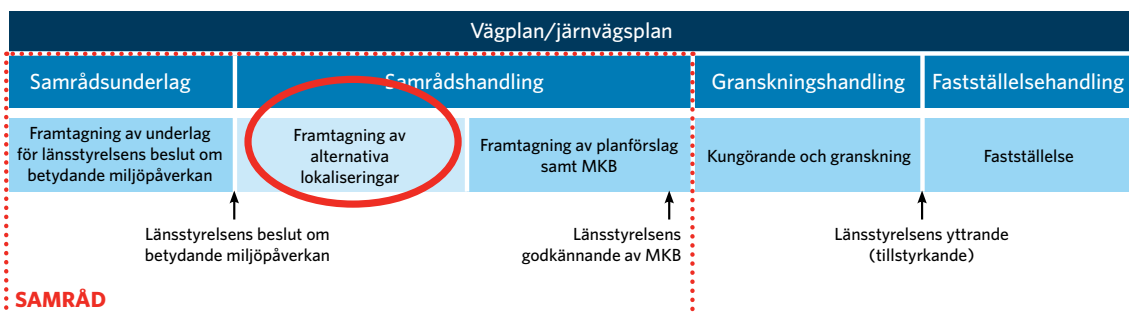 Vägplan/järnvägsplan
Samrådsunderlag
Samrådshandling
Granskningshandling
Fastställelsehandling
Framtagning av underlag
för länsstyrelsens beslut om
betydande miljöpåverkan
Framtagning av
alternativa
lokaliseringar
Framtagning av planförslag
samt MKB
Kungörande och granskning
Fastställelse
Länsstyrelsens beslut om
betydande miljöpåverkan
Länsstyrelsens
godkännande av MKB
Länsstyrelsens yttrande
(tillstyrkande)
SAMRÅD